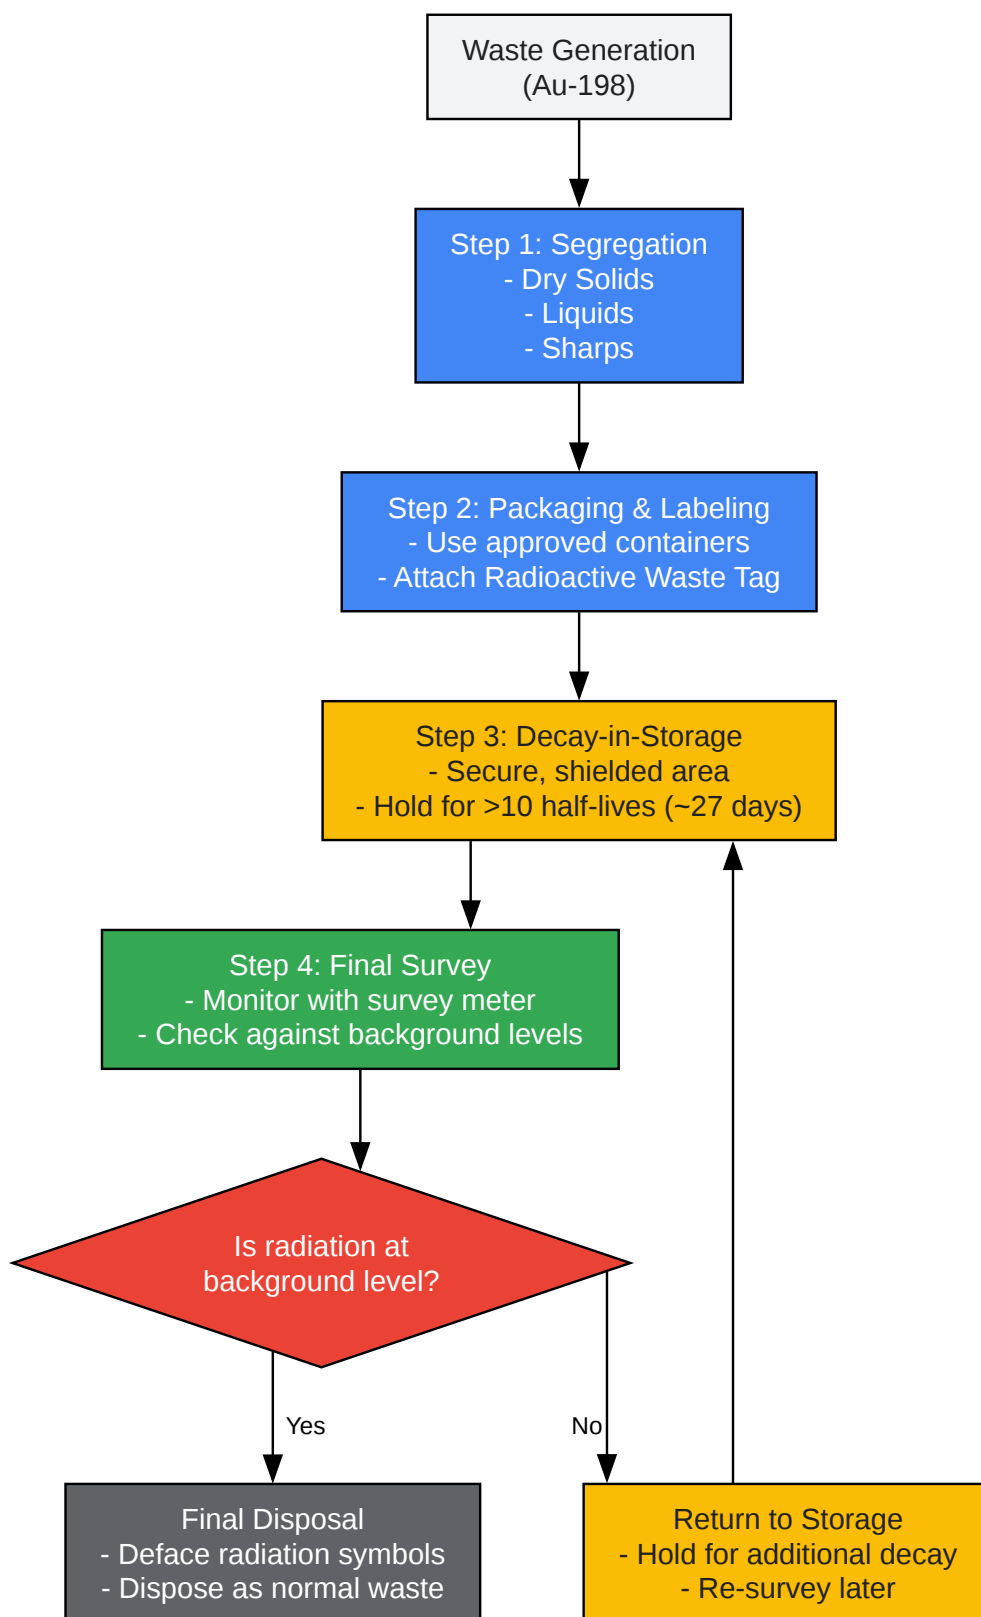 Waste Generation
(Au-198)
Step 1: Segregation
- Dry Solids
- Liquids
- Sharps
Step 2: Packaging & Labeling
- Use approved containers
- Attach Radioactive Waste Tag
Step 3: Decay-in-Storage
- Secure, shielded area
- Hold for >10 half-lives (~27 days)
Step 4: Final Survey
- Monitor with survey meter
- Check against background levels
Is radiation at
background level?
Yes
No
Final Disposal
- Deface radiation symbols
- Dispose as normal waste
Return to Storage
- Hold for additional decay
- Re-survey later